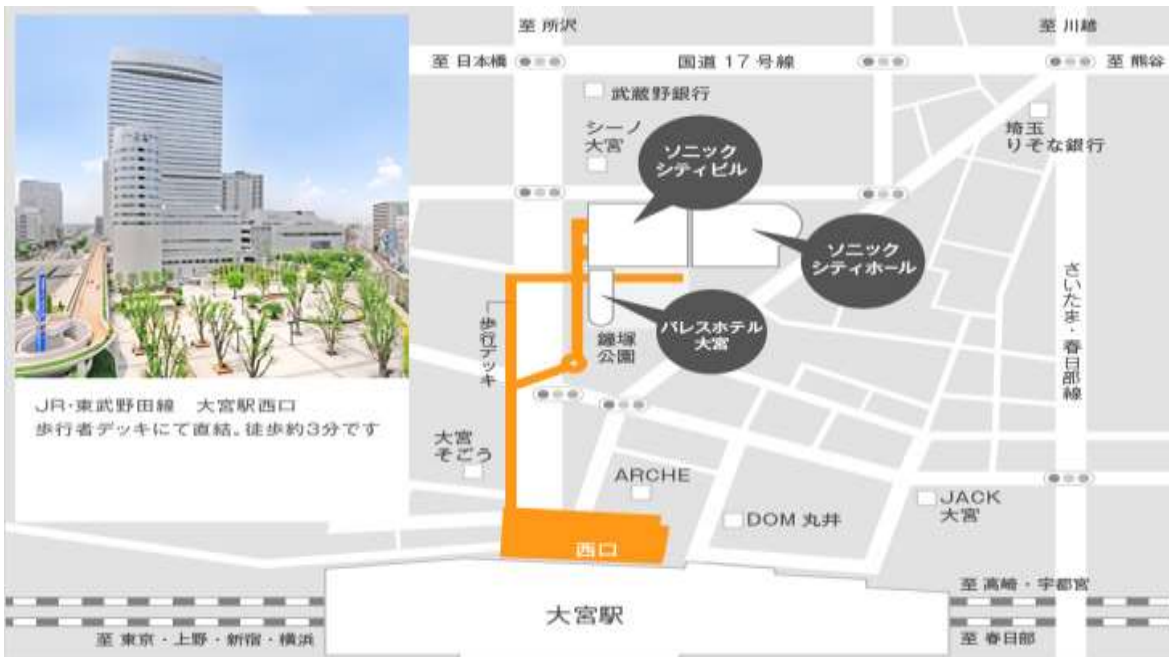 至 所沢
至 川越
至 日本橋
国道 17 号線
至 熊谷
武蔵野銀行
シーノ
大宮
埼玉
りそな銀行
ソニック
シティビル
ソニック
シティホール
パレスホテル
大宮
鐘塚
公園
歩行デッキ
さいたま・春日部線
JR・東武野田線　大宮駅西口
歩行者デッキにて直結。徒歩約3分です
大宮
そごう
ARCHE
DOM 丸井
JACK
大宮
西口
大宮駅
至 高崎・宇都宮
至 東京・上野・新宿・横浜
至 春日部